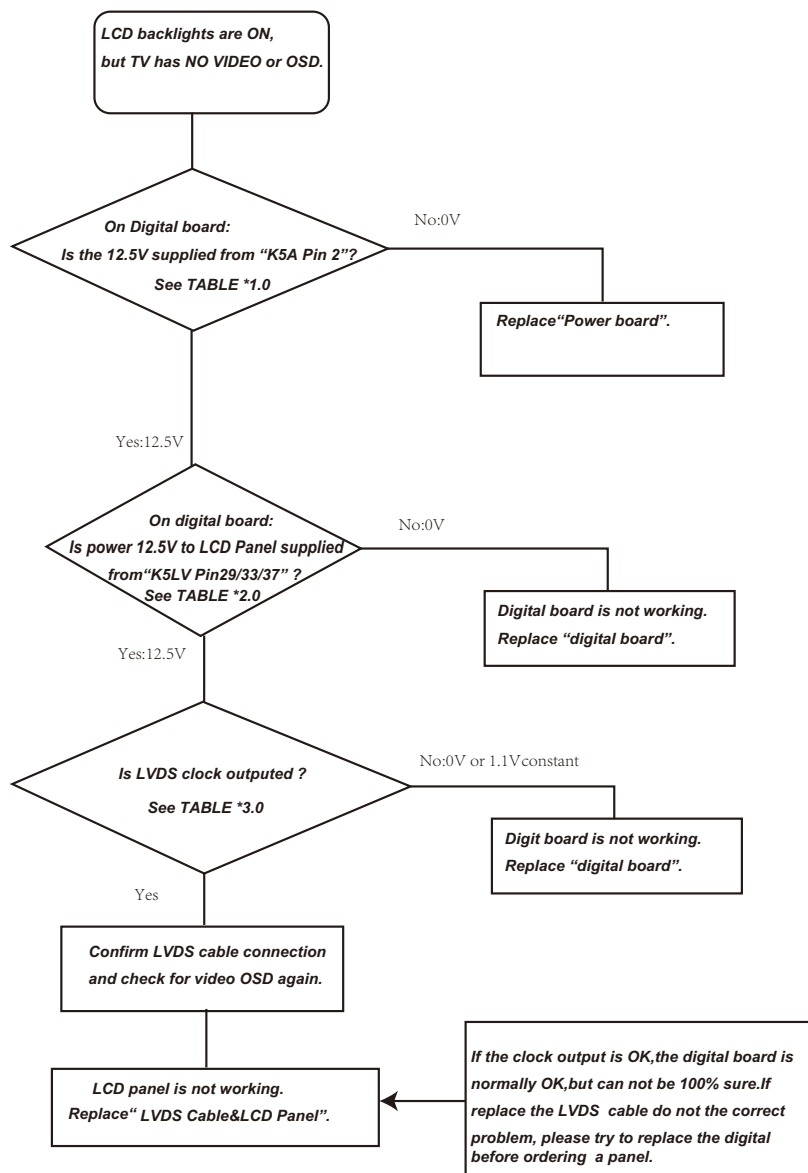 LCD backlights are ON,
but TV has NO VIDEO or OSD.
On Digital board:
Is the 12.5V supplied from “K5A Pin 2”?
See TABLE *1.0
No:0V
Replace“Power board”.
Yes:12.5V
On digital board:
Is power 12.5V to LCD Panel supplied
from“K5LV Pin29/33/37” ?
See TABLE *2.0
No:0V
Digital board is not working.
Replace “digital board”.
Yes:12.5V
Is LVDS clock outputed ?
See TABLE *3.0
No:0V or 1.1Vconstant
Digit board is not working.
Replace “digital board”.
Yes
Confirm LVDS cable connection
and check for video OSD again.
LCD panel is not working.
Replace“ LVDS Cable&LCD Panel”.
If the clock output is OK,the digital board is
normally OK,but can not be 100% sure.If
replace the LVDS cable do not the correct
problem, please try to replace the digital
before ordering a panel.